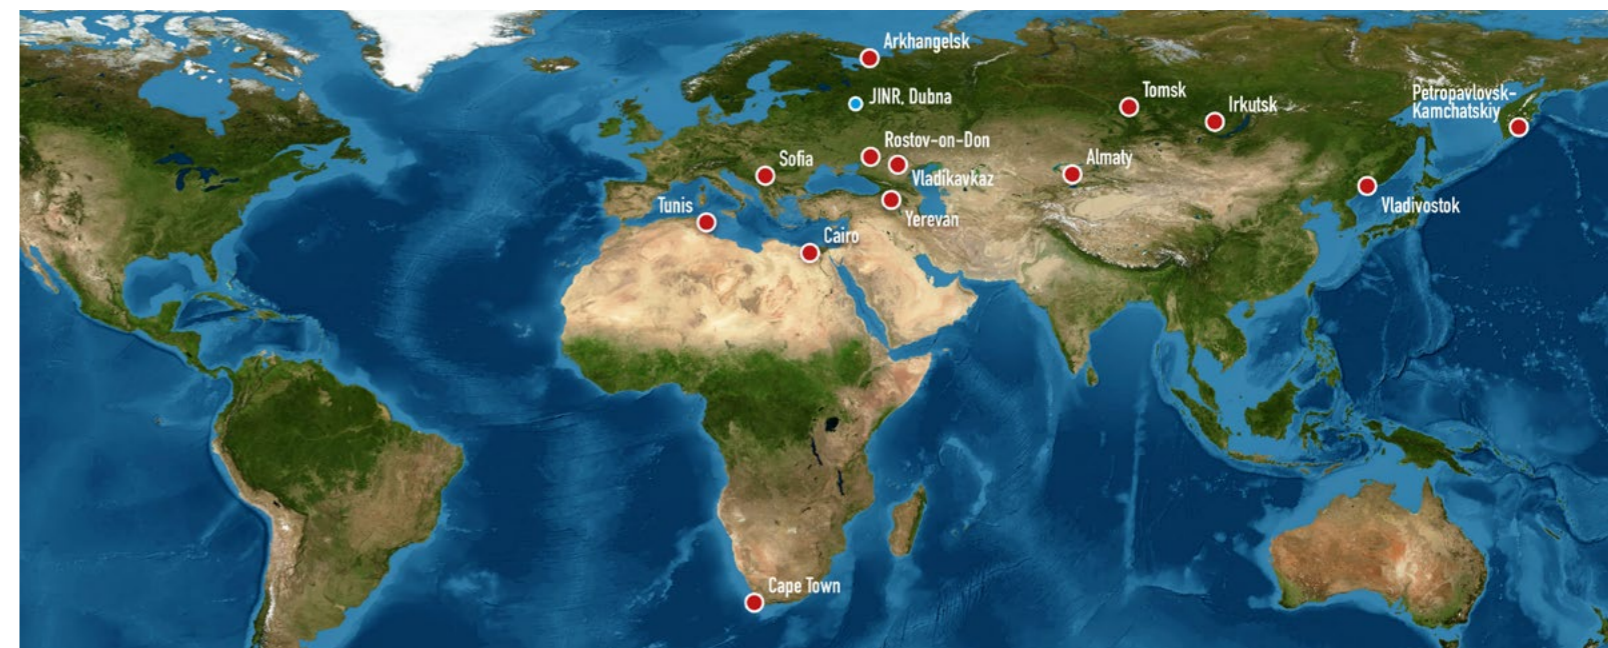 Arkhangelsk
JINR, Dubna
Tomsk
Irkutsk
Petropavlovsk-
Kamchatskiy
Rostov-on-Don
Sofia
Vladikavkaz
Almaty
Tunis
Yerevan
Vladivostok
Cairo
Cape Town